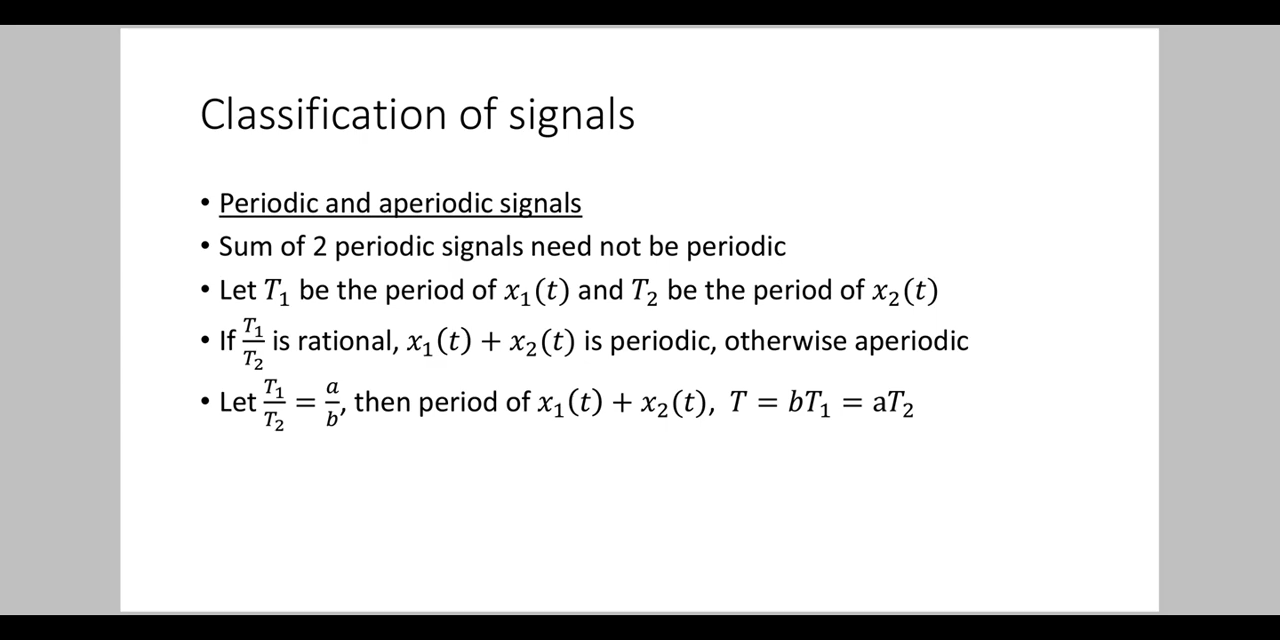 Classification of signals
• Periodic and aperiodic signals
• Sum of 2 periodic signals need not be periodic
• Let T₁ be the period of x₁(t) and T₂ be the period of x₂(t)
• If T₁/T₂ is rational, x₁(t) + x₂(t) is periodic, otherwise aperiodic
• Let T₁/T₂ = a/b, then period of x₁(t) + x₂(t), T = bT₁ = aT₂